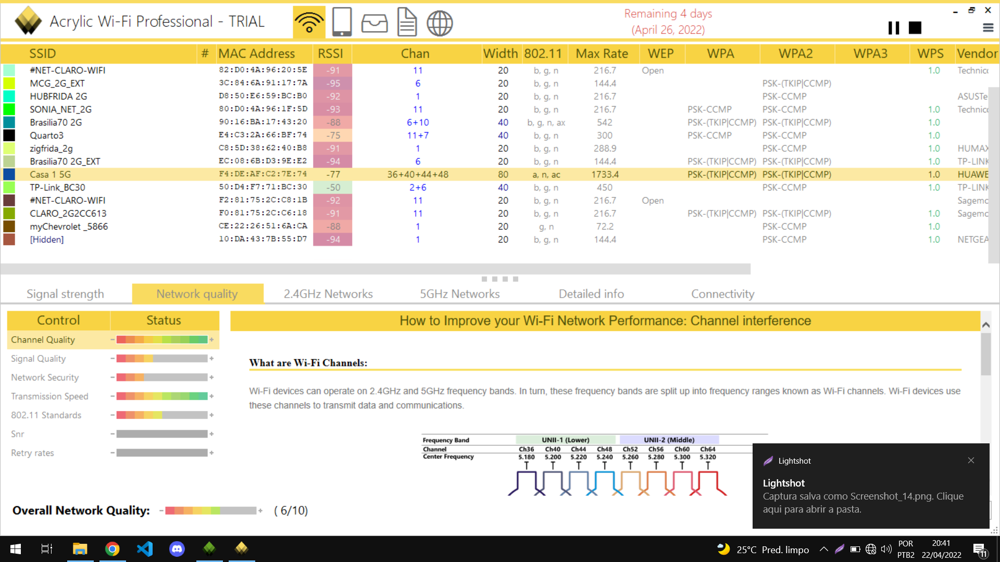 Acrylic Wi-Fi Professional - TRIAL
Remaining 4 days
(April 26, 2022)
SSID # MAC Address RSSI Chan Width 802.11 Max Rate WEP WPA WPA2 WPA3 WPS Vendor
#NET-CLARO-WIFI 82:D0:4A:96:20:5E -91 11 20 b, g, n 216.7 Open 1.0 Technico
MCG_2G_EXT 3C:84:6A:91:17:7A -95 6 20 b, g, n 144.4 PSK-(TKIP|CCMP)
HUBFRIDA 2G D8:50:E6:59:BC:B0 -92 1 20 b, g, n 216.7 PSK-CCMP ASUSTe
SONIA_NET_2G 80:D0:4A:96:1F:5D -93 11 20 b, g, n 216.7 PSK-CCMP PSK-CCMP 1.0 Technico
Brasilia70 2G 90:16:BA:17:43:20 -88 6+10 40 b, g, n, ax 542 PSK-(TKIP|CCMP) PSK-(TKIP|CCMP) 1.0
Quarto3 E4:C3:2A:66:BF:74 -75 11+7 40 b, g, n 300 PSK-CCMP PSK-CCMP 1.0
zigfrida_2g C8:5D:38:62:40:B8 -91 1 20 b, g, n 288.9 PSK-CCMP 1.0 HUMAX
Brasilia70 2G_EXT EC:08:6B:D3:9E:E2 -94 6 20 b, g, n 144.4 PSK-(TKIP|CCMP) PSK-(TKIP|CCMP) 1.0 TP-LINK
Casa 1 5G F4:DE:AF:C2:7E:74 -77 36+40+44+48 80 a, n, ac 1733.4 PSK-(TKIP|CCMP) PSK-(TKIP|CCMP) 1.0 HUAWE
TP-Link_BC30 50:D4:F7:71:BC:30 -50 2+6 40 b, g, n 450 PSK-CCMP 1.0 TP-LINK
#NET-CLARO-WIFI F2:81:75:2C:C8:1B -92 11 20 b, g, n 216.7 Open Sagemc
CLARO_2G2CC613 F0:81:75:2C:C6:18 -91 11 20 b, g, n 216.7 PSK-(TKIP|CCMP) PSK-(TKIP|CCMP) 1.0 Sagemc
myChevrolet _5866 CE:22:26:51:6A:CA -88 1 20 g, n 72.2 PSK-CCMP 1.0
[Hidden] 10:DA:43:7B:55:D7 -94 1 20 b, g, n 144.4 PSK-CCMP 1.0 NETGEA
Signal strength Network quality 2.4GHz Networks 5GHz Networks Detailed info Connectivity
Control Status
Channel Quality - +
Signal Quality - +
Network Security - +
Transmission Speed - +
802.11 Standards - +
Snr - +
Retry rates - +
Overall Network Quality: - + ( 6/10)
How to Improve your Wi-Fi Network Performance: Channel interference
What are Wi-Fi Channels:
Wi-Fi devices can operate on 2.4GHz and 5GHz frequency bands. In turn, these frequency bands are split up into frequency ranges known as Wi-Fi channels. Wi-Fi devices use
these channels to transmit data and communications.
Frequency Band UNII-1 (Lower) UNII-2 (Middle)
Channel Ch36 Ch40 Ch44 Ch48 Ch52 Ch56 Ch60 Ch64
Center Frequency 5.180 5.200 5.220 5.240 5.260 5.280 5.300 5.320
Lightshot
Lightshot
Captura salva como Screenshot_14.png. Clique
aqui para abrir a pasta.
25°C Pred. limpo
POR
PTB2
20:41
22/04/2022
11